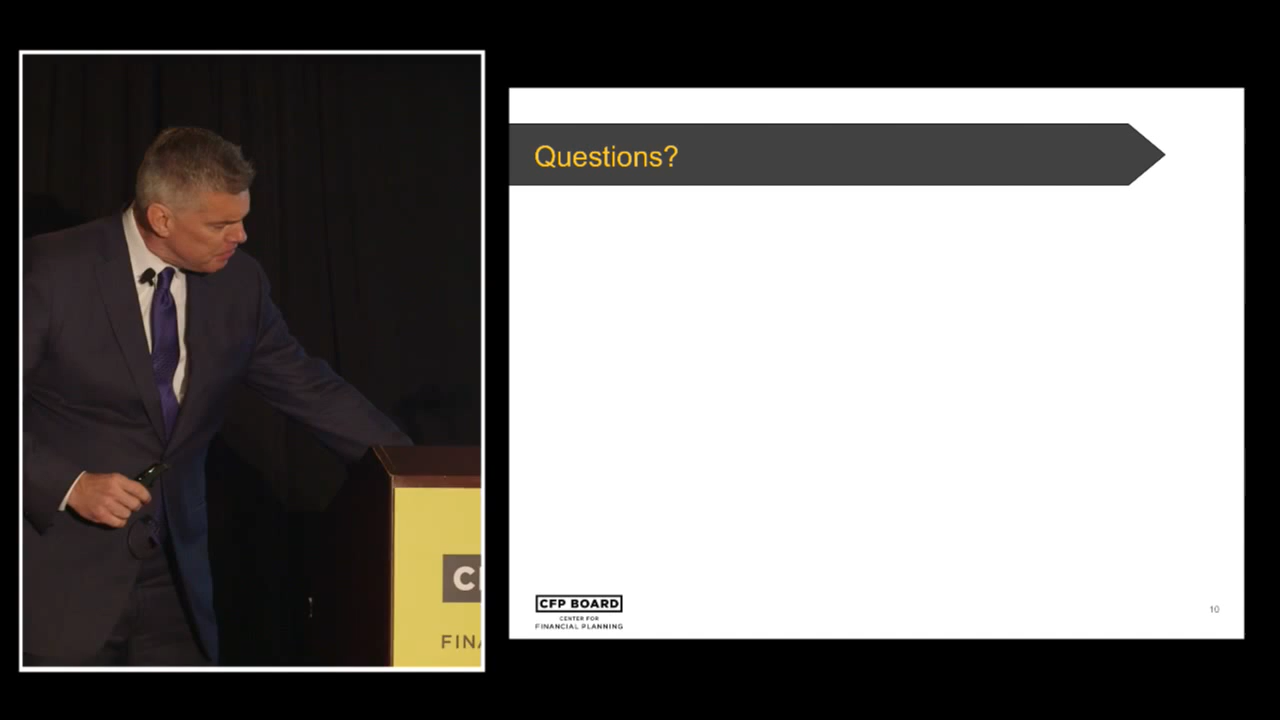 Questions?
CFP BOARD
CENTER FOR
FINANCIAL PLANNING
10